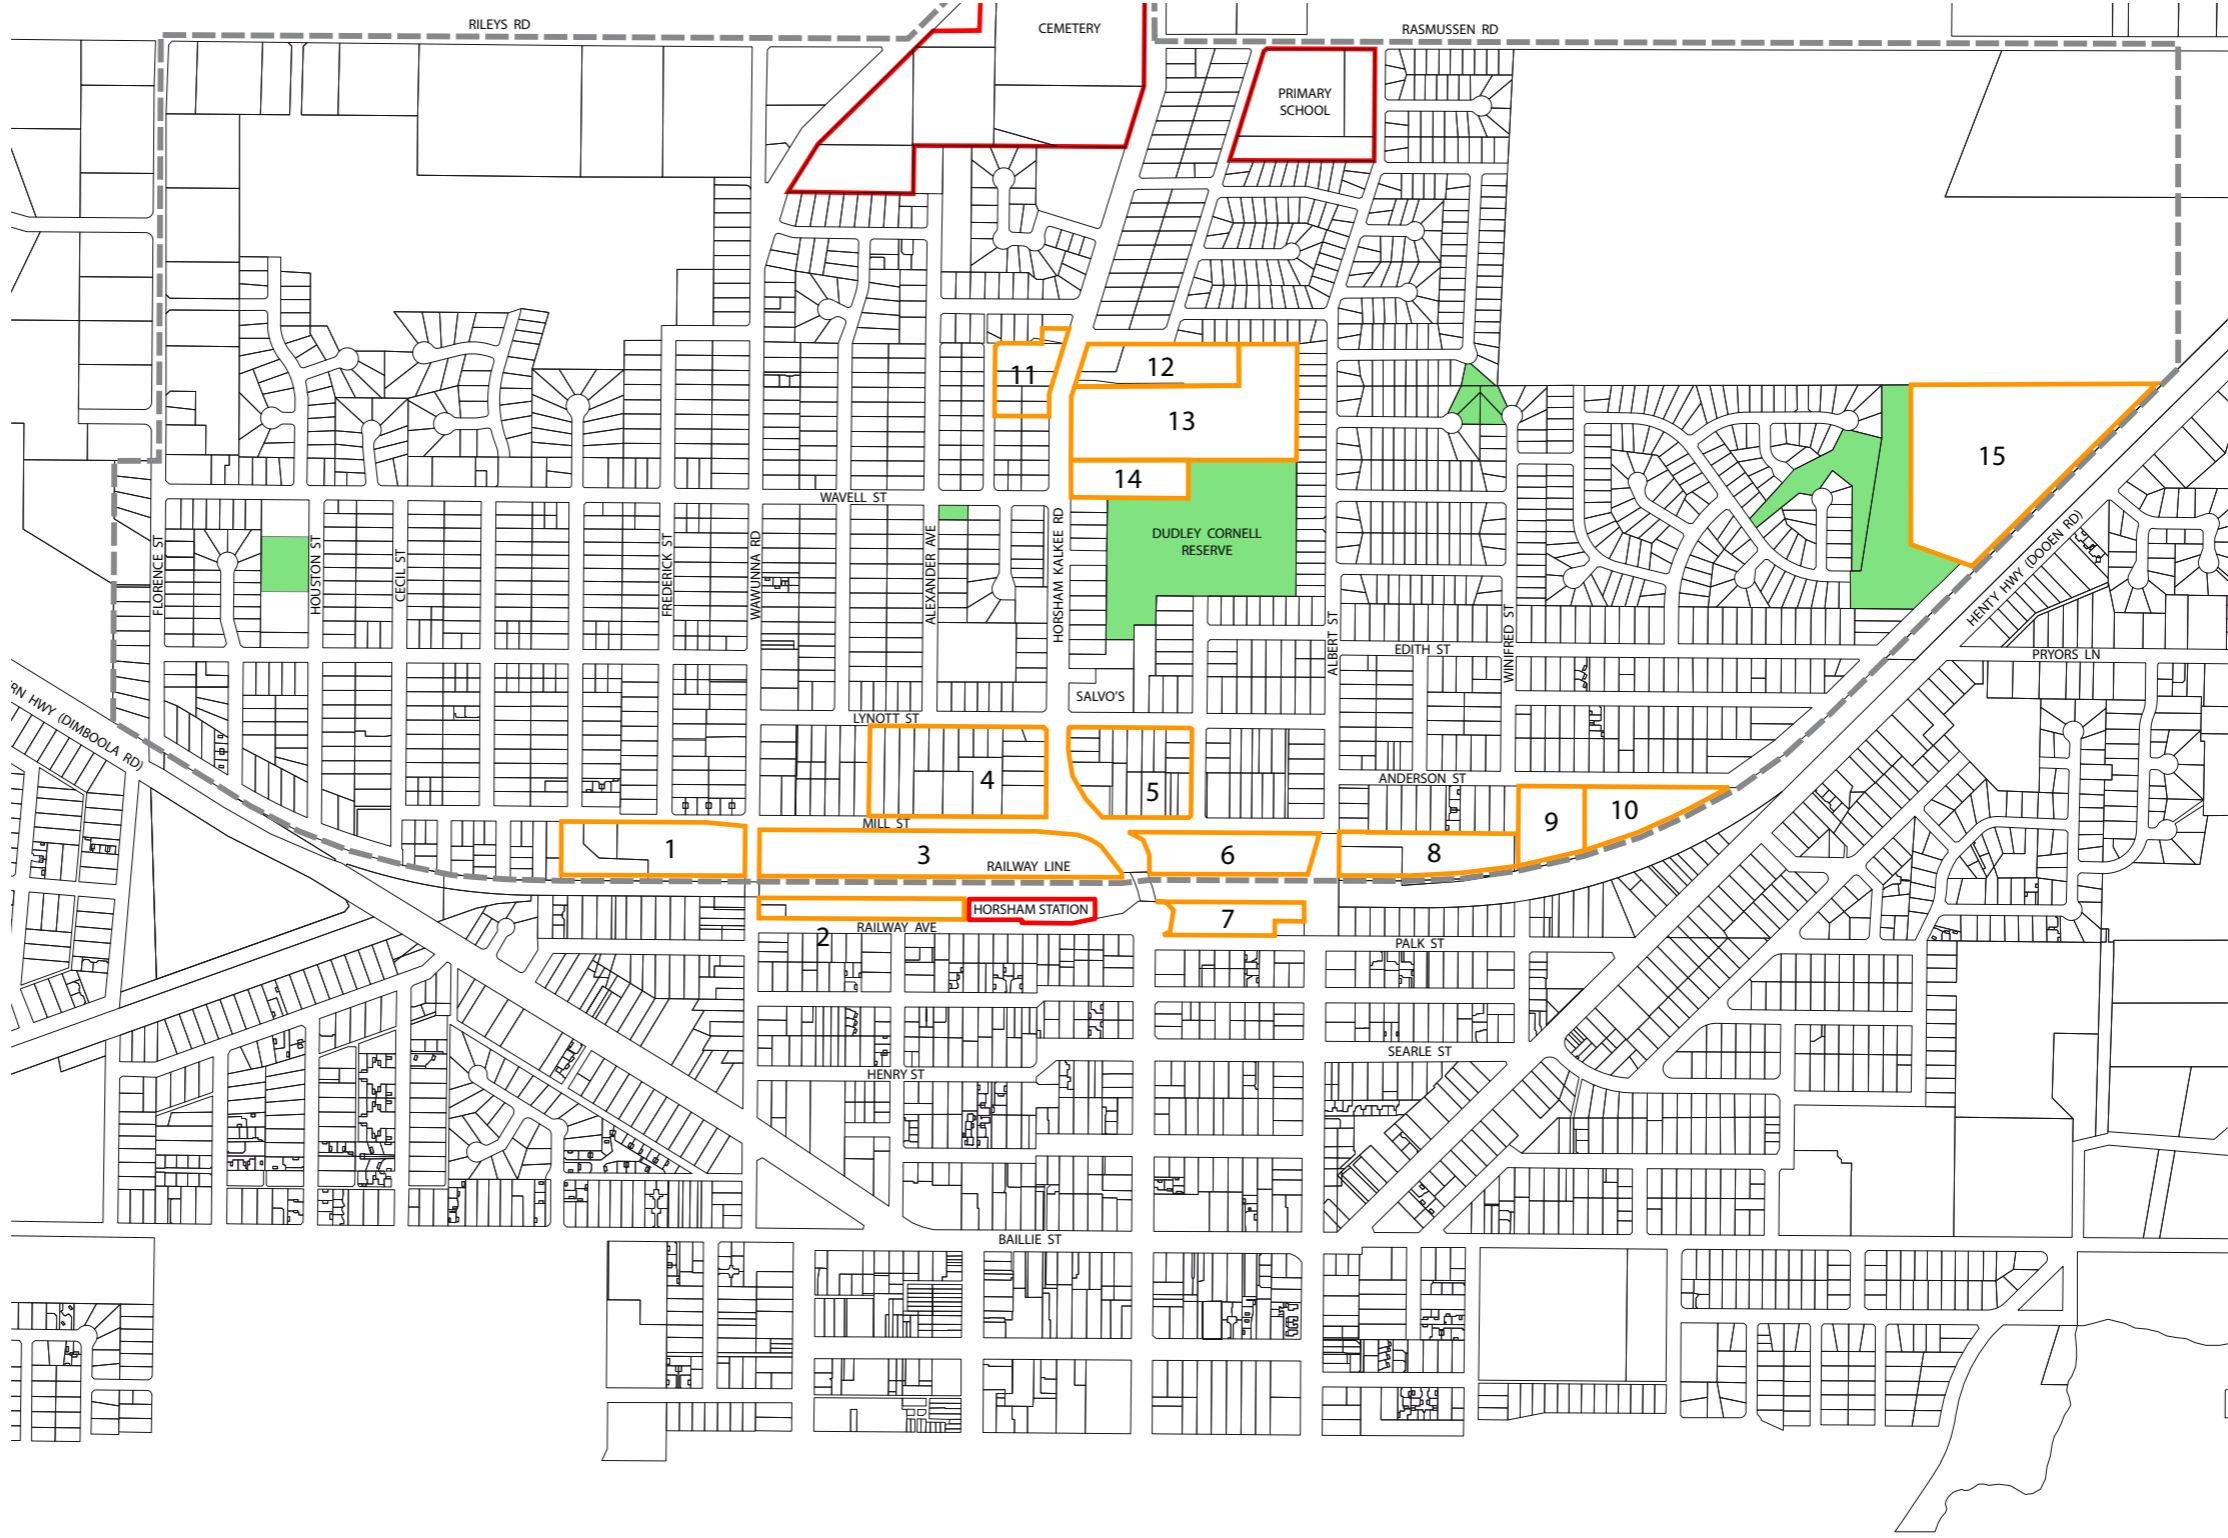 RILEYS RD
CEMETERY
RASMUSSEN RD
PRIMARY
SCHOOL
11
12
13
14
15
WAVELL ST
DUDLEY CORNELL
RESERVE
FLORENCE ST
HOUSTON ST
CECIL ST
FREDERICK ST
WAWUNNA RD
ALEXANDER AVE
HORSHAM KALKEE RD
ALBERT ST
WINIFRED ST
HENTY HWY (DOOEN RD)
EDITH ST
PRYORS LN
SALVO'S
RN HWY (DIMBOOLA RD)
LYNOTT ST
4
5
ANDERSON ST
MILL ST
1
3
RAILWAY LINE
6
8
9
10
HORSHAM STATION
7
RAILWAY AVE
2
PALK ST
SEARLE ST
HENRY ST
BAILLIE ST